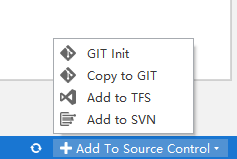 GIT Init
Copy to GIT
Add to TFS
Add to SVN
Add To Source Control